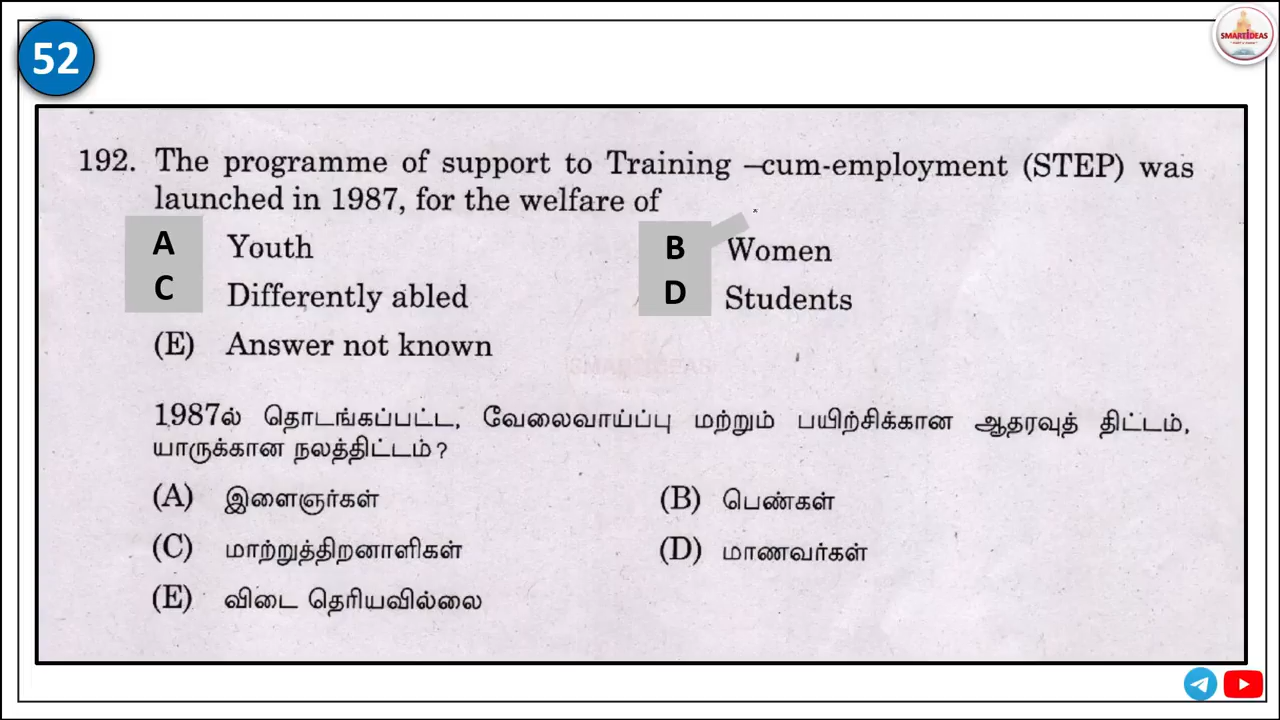 52
SMARTIDEAS
192. The programme of support to Training –cum-employment (STEP) was
launched in 1987, for the welfare of
A Youth B Women
C Differently abled D Students
(E) Answer not known
SMARTIDEAS
1987ல் தொடங்கப்பட்ட, வேலைவாய்ப்பு மற்றும் பயிற்சிக்கான ஆதரவுத் திட்டம்,
யாருக்கான நலத்திட்டம்?
(A) இளைஞர்கள் (B) பெண்கள்
(C) மாற்றுத்திறனாளிகள் (D) மாணவர்கள்
(E) விடை தெரியவில்லை